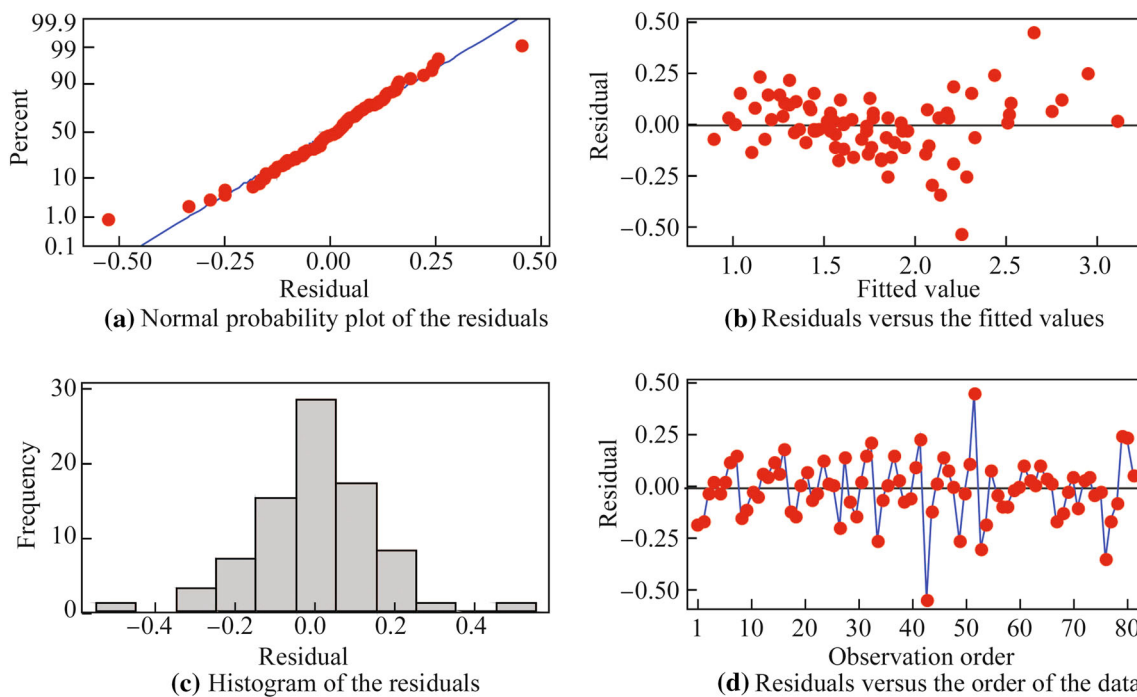 99.9
99
90
50
10
1.0
0.1
Percent
−0.50 −0.25 0.00 0.25 0.50
Residual
(a) Normal probability plot of the residuals
0.50
0.25
0.00
−0.25
−0.50
Residual
1.0 1.5 2.0 2.5 3.0
Fitted value
(b) Residuals versus the fitted values
30
20
10
0
Frequency
−0.4 −0.2 0.0 0.2 0.4
Residual
(c) Histogram of the residuals
0.50
0.25
0.00
−0.25
−0.50
Residual
1 10 20 30 40 50 60 70 80
Observation order
(d) Residuals versus the order of the data